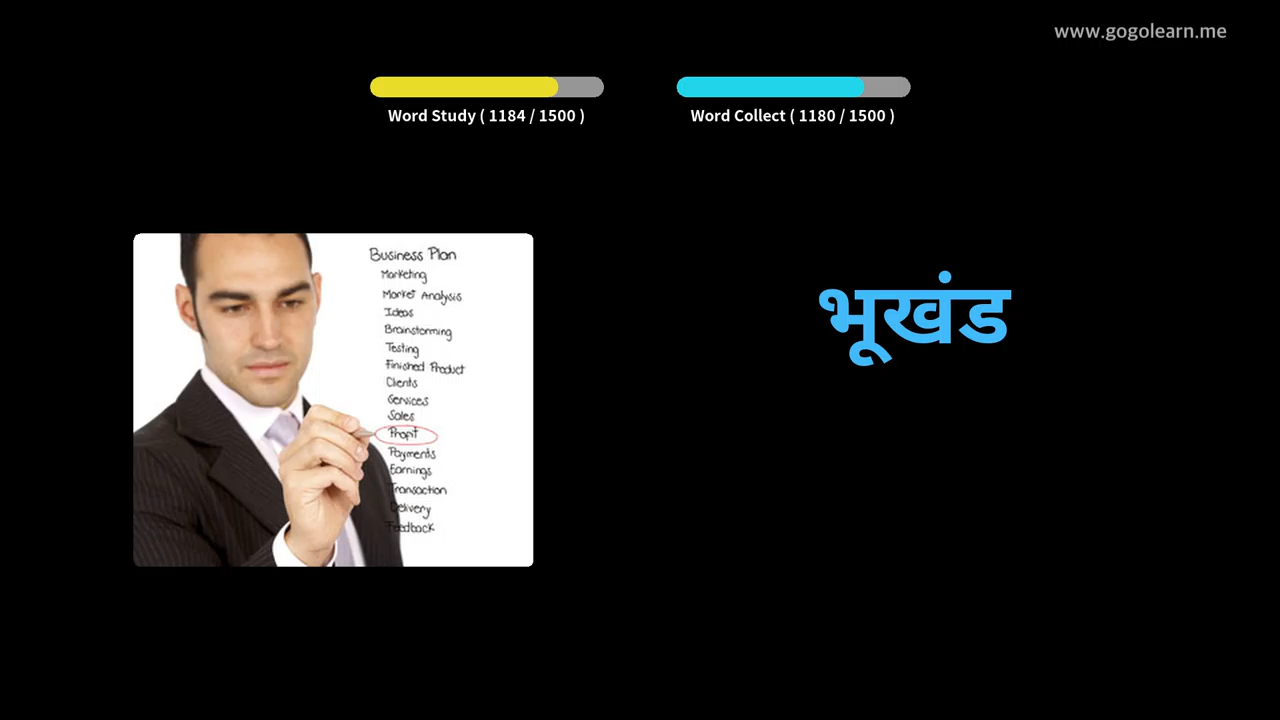 www.gogolearn.me
Word Study ( 1184 / 1500 )
Word Collect ( 1180 / 1500 )
Business Plan
Marketing
Market Analysis
Ideas
Brainstorming
Testing
Finished Product
Clients
Services
Sales
Profit
Payments
Earnings
Transaction
Delivery
Feedback
भूखंड